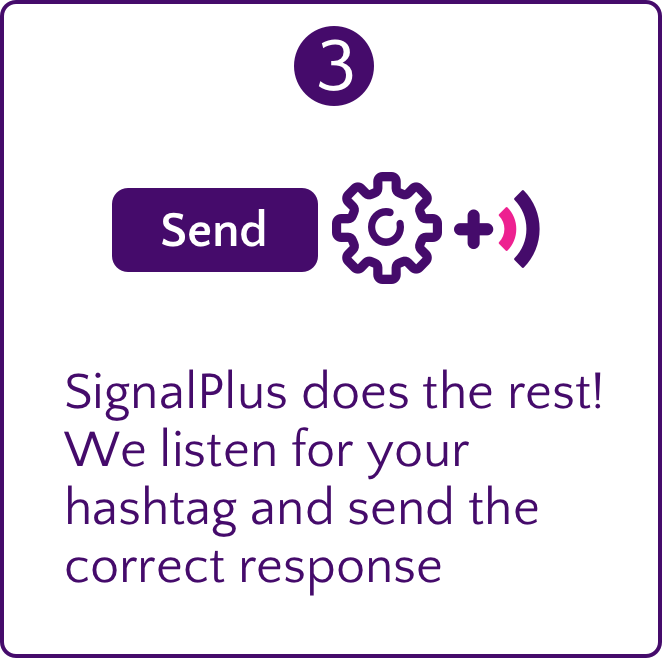 3
Send
SignalPlus does the rest!
We listen for your
hashtag and send the
correct response